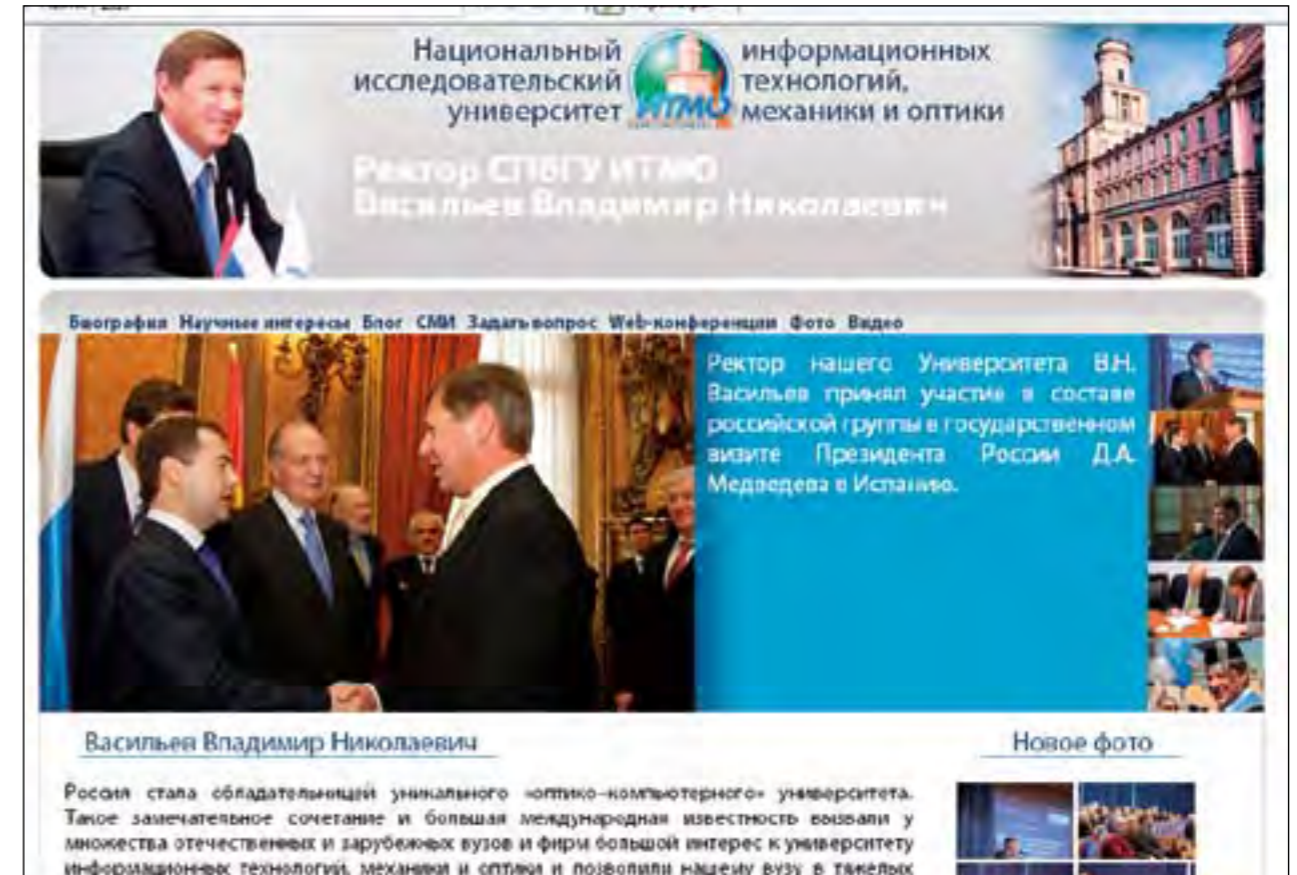 Национальный
исследовательский
университет
ИТМО
информационных
технологий,
механики и оптики
Ректор СПбГУ ИТМО
Васильев Владимир Николаевич
Биография Научные интересы Блог СМИ Задать вопрос Web-конференции Фото Видео
Ректор нашего Университета В.Н.
Васильев принял участие в составе
российской группы в государственном
визите Президента России Д.А.
Медведева в Испанию.
Васильев Владимир Николаевич
Новое фото
Россия стала обладательницей уникального «оптико-компьютерного» университета.
Такое замечательное сочетание и большая международная известность вызвали у
множества отечественных и зарубежных вузов и фирм большой интерес к университету
информационных технологий, механики и оптики и позволили нашему вузу в тяжелых